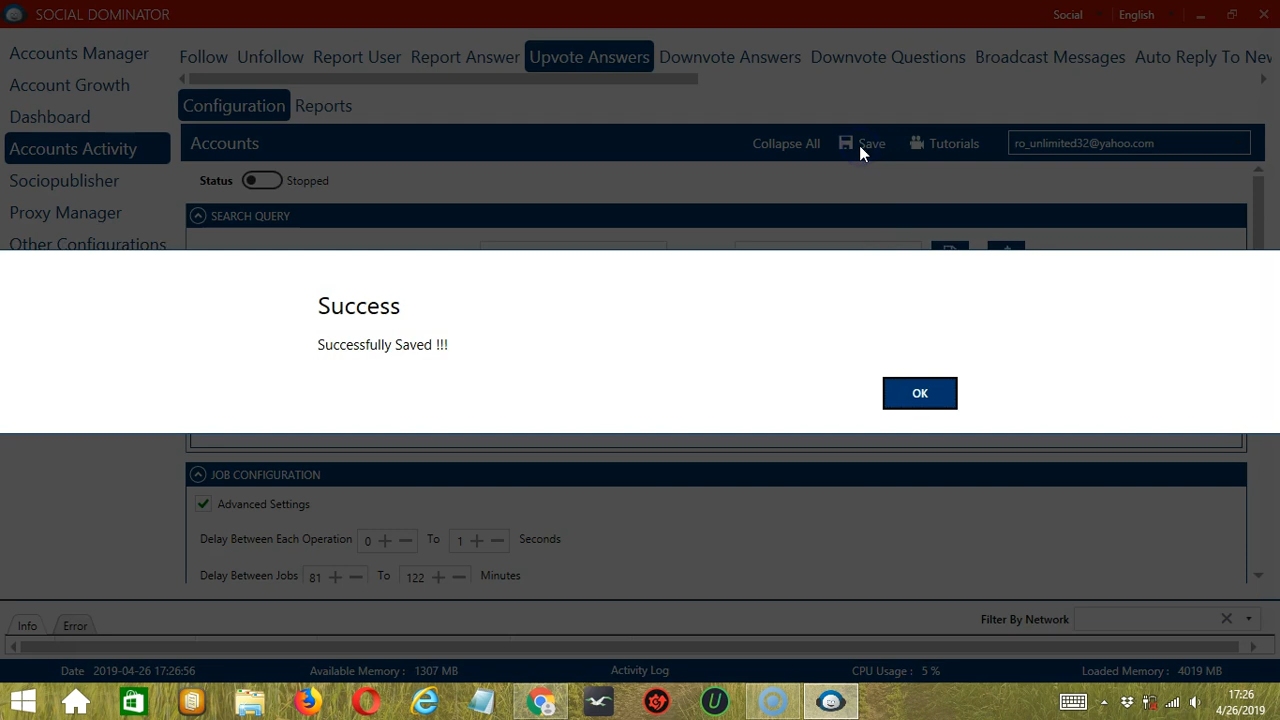 SOCIAL DOMINATOR
Social
English
Accounts Manager
Account Growth
Dashboard
Accounts Activity
Sociopublisher
Proxy Manager
Other Configurations
Follow Unfollow Report User Report Answer Upvote Answers Downvote Answers Downvote Questions Broadcast Messages Auto Reply To Nev
Configuration Reports
Accounts
Collapse All Save Tutorials ro_unlimited32@yahoo.com
Status Stopped
SEARCH QUERY
Success
Successfully Saved !!!
OK
JOB CONFIGURATION
Advanced Settings
Delay Between Each Operation 0 To 1 Seconds
Delay Between Jobs 81 To 122 Minutes
Info Error
Filter By Network
Date 2019-04-26 17:26:56 Available Memory : 1307 MB Activity Log CPU Usage : 5 % Loaded Memory : 4019 MB
17:26
4/26/2019